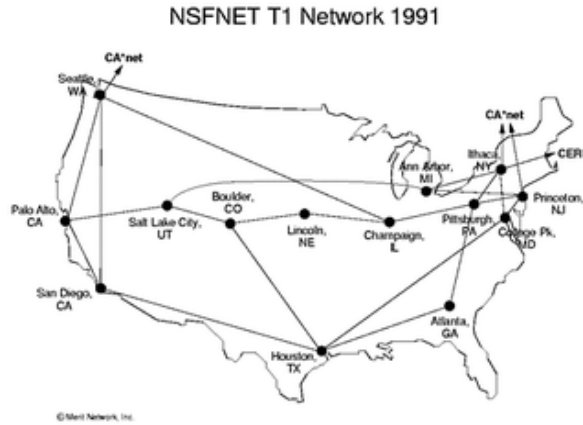 NSFNET T1 Network 1991
CA*net
Seattle,
WA
CA*net
Ithaca,
NY
CER
Ann Arbor,
MI
Boulder,
CO
Princeton,
NJ
Palo Alto,
CA
Salt Lake City,
UT
Lincoln,
NE
Champaign,
IL
Pittsburgh,
PA
College Pk,
MD
San Diego,
CA
Atlanta,
GA
Houston,
TX
© Merit Network, Inc.